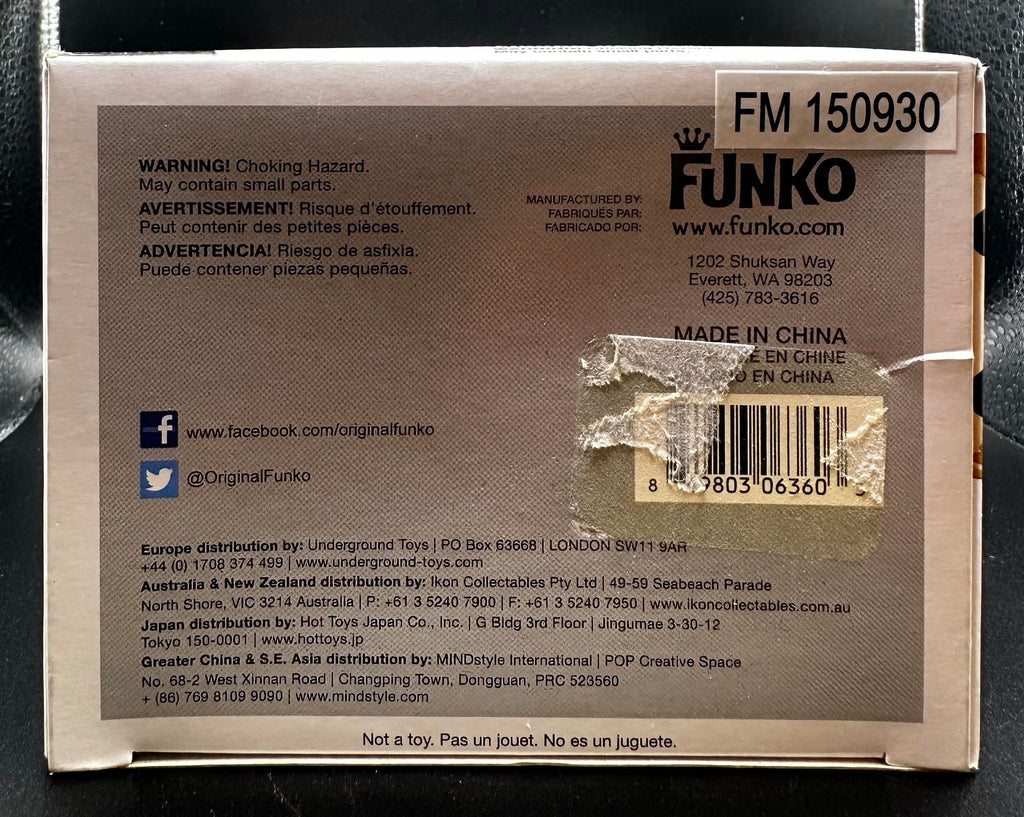 FM 150930
WARNING! Choking Hazard.
May contain small parts.
AVERTISSEMENT! Risque d'étouffement.
Peut contenir des petites pièces.
ADVERTENCIA! Riesgo de asfixia.
Puede contener piezas pequeñas.
MANUFACTURED BY:
FABRIQUÉS PAR:
FABRICADO POR:
FUNKO
www.funko.com
1202 Shuksan Way
Everett, WA 98203
(425) 783-3616
MADE IN CHINA
EN CHINE
EN CHINA
8 9803 06360
f www.facebook.com/originalfunko
@OriginalFunko
Europe distribution by: Underground Toys | PO Box 63668 | LONDON SW11 9AR
+44 (0) 1708 374 499 | www.underground-toys.com
Australia & New Zealand distribution by: Ikon Collectables Pty Ltd | 49-59 Seabeach Parade
North Shore, VIC 3214 Australia | P: +61 3 5240 7900 | F: +61 3 5240 7950 | www.ikoncollectables.com.au
Japan distribution by: Hot Toys Japan Co., Inc. | G Bldg 3rd Floor | Jingumae 3-30-12
Tokyo 150-0001 | www.hottoys.jp
Greater China & S.E. Asia distribution by: MINDstyle International | POP Creative Space
No. 68-2 West Xinnan Road | Changping Town, Dongguan, PRC 523560
+ (86) 769 8109 9090 | www.mindstyle.com
Not a toy. Pas un jouet. No es un juguete.